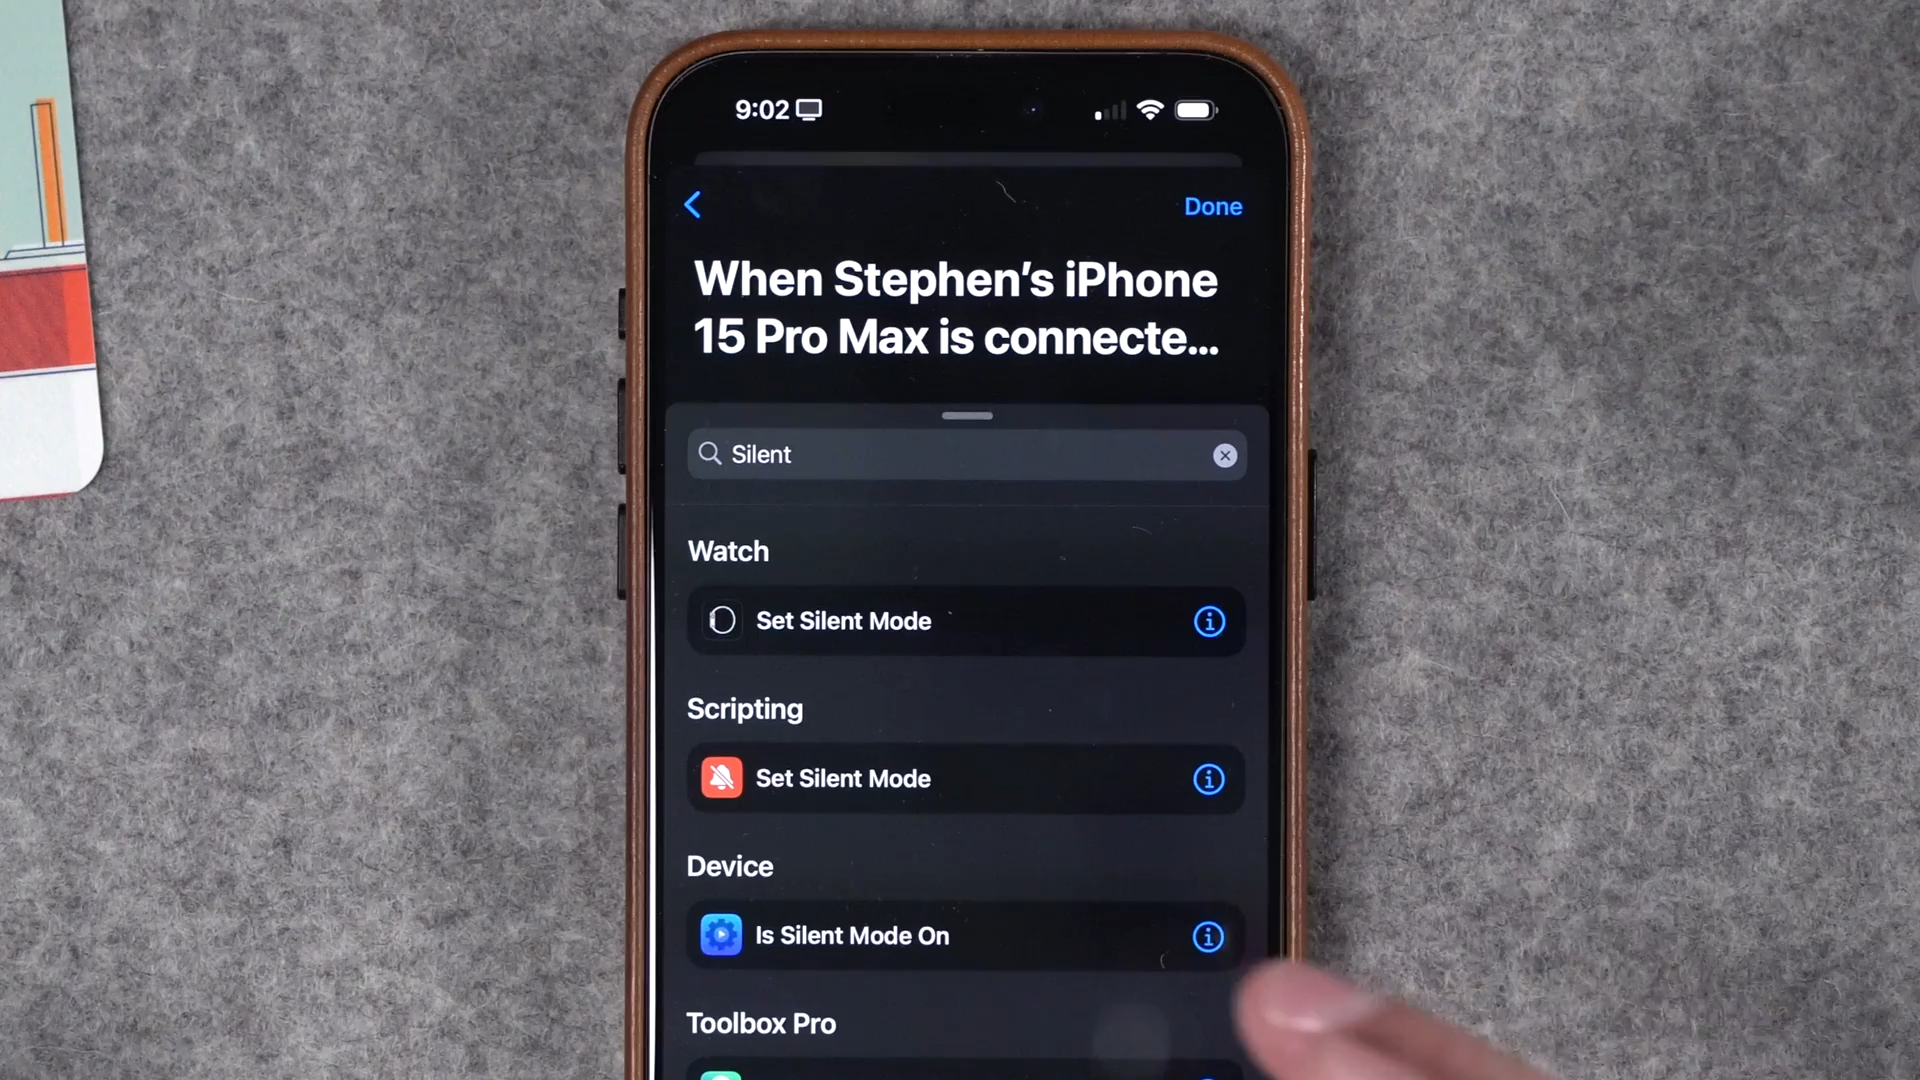 9:02
Done
When Stephen's iPhone
15 Pro Max is connecte...
Silent
Watch
Set Silent Mode
Scripting
Set Silent Mode
Device
Is Silent Mode On
Toolbox Pro